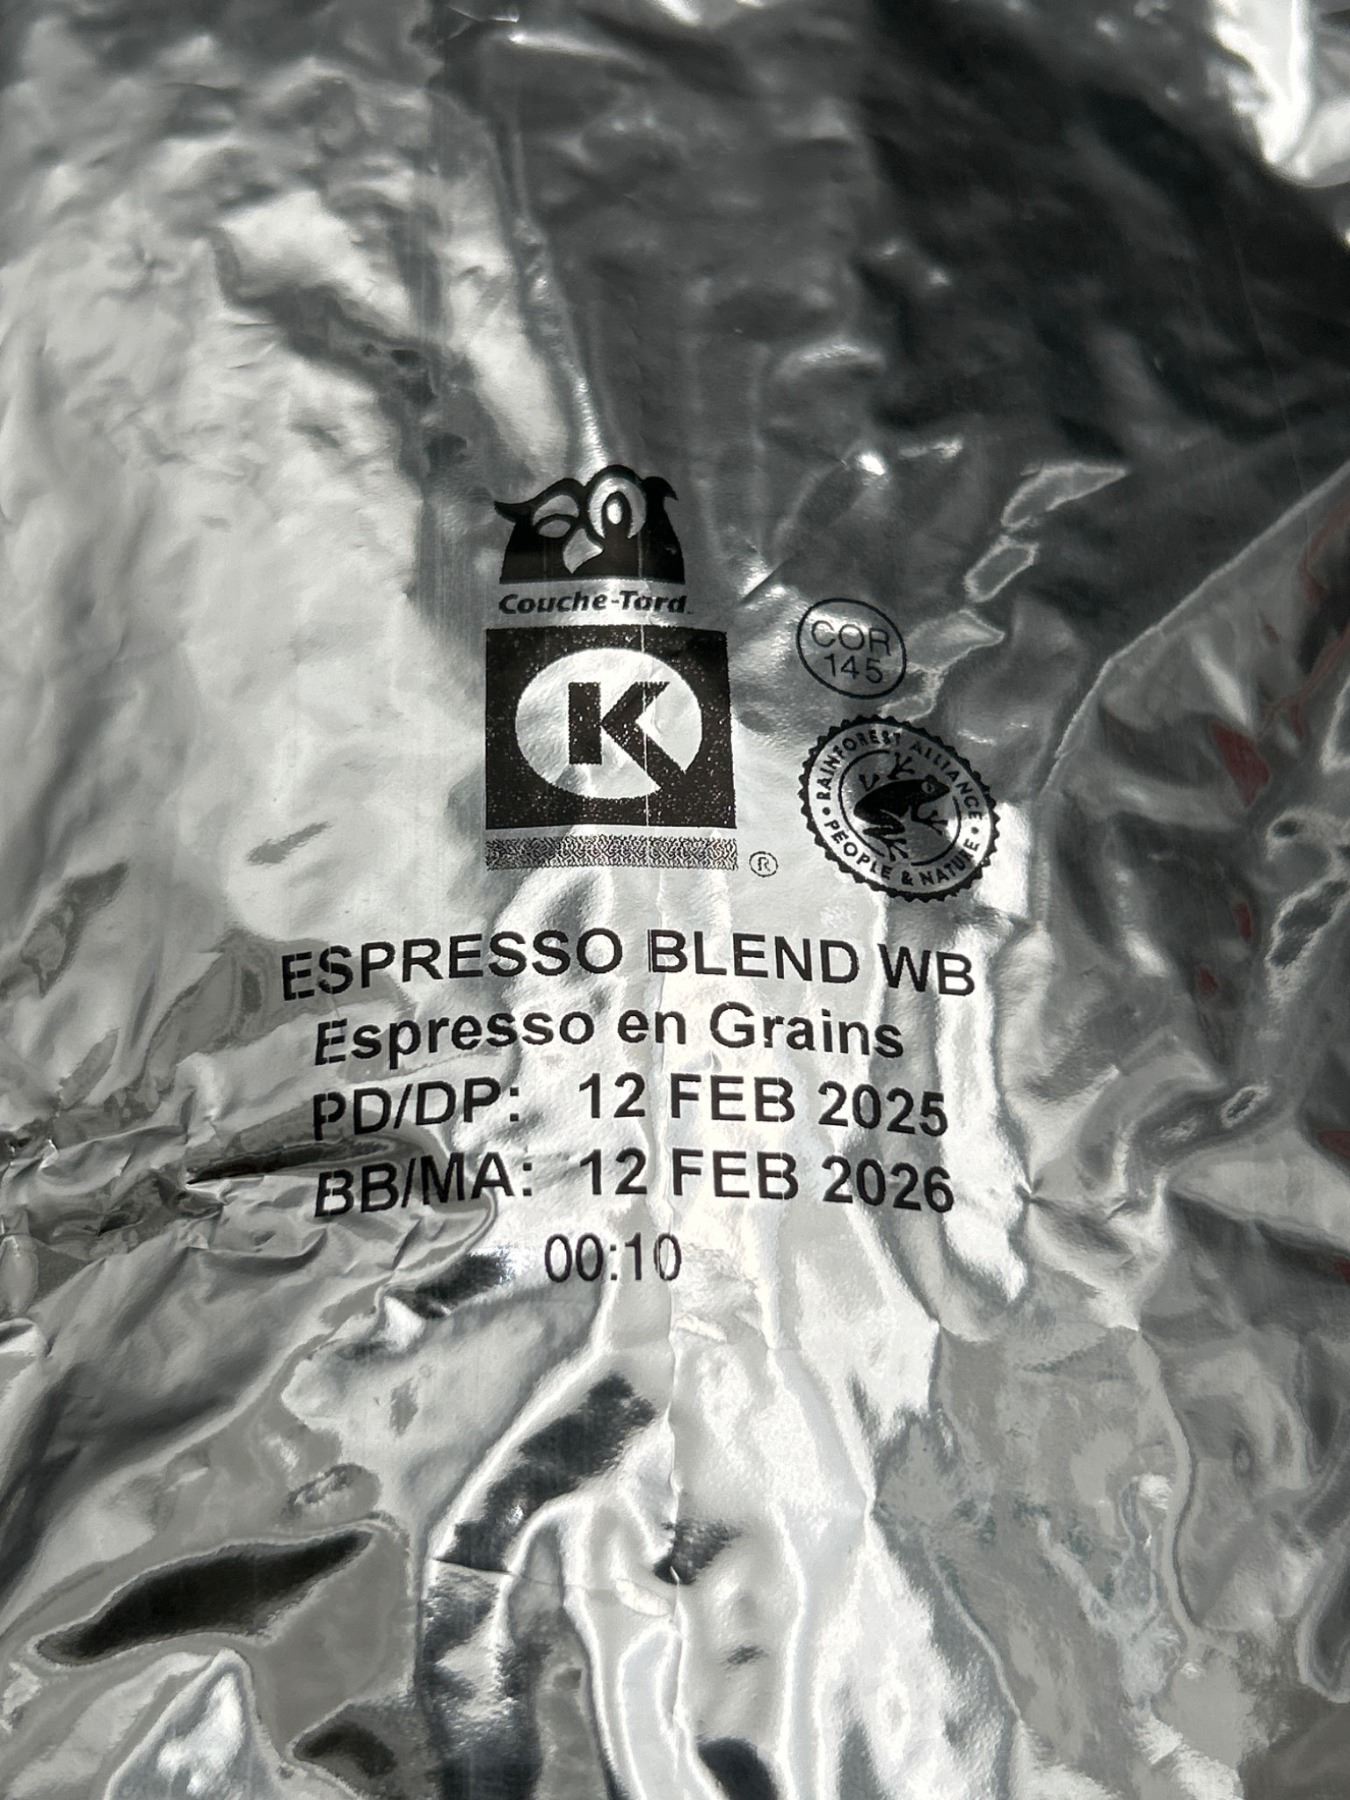 Couche-Tard.
K
®
COR
145
RAINFOREST ALLIANCE
• PEOPLE & NATURE •
ESPRESSO BLEND WB
Espresso en Grains
PD/DP: 12 FEB 2025
BB/MA: 12 FEB 2026
00:10